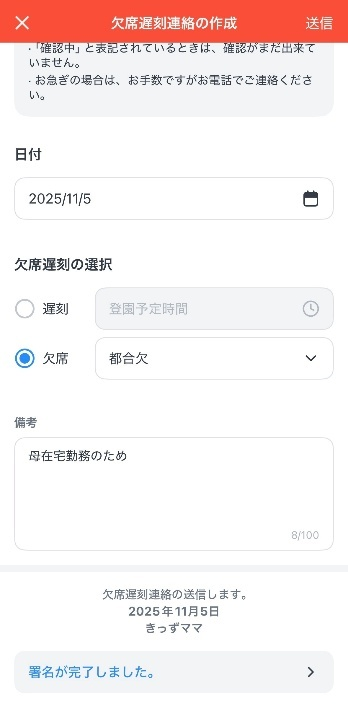 欠席遅刻連絡の作成
送信
・「確認中」と表記されているときは、確認がまだ出来て
いません。
・お急ぎの場合は、お手数ですがお電話でご連絡くださ
い。
日付
2025/11/5
欠席遅刻の選択
遅刻
登園予定時間
欠席
都合欠
備考
母在宅勤務のため
8/100
欠席遅刻連絡の送信します。
2025年11月5日
きっずママ
署名が完了しました。